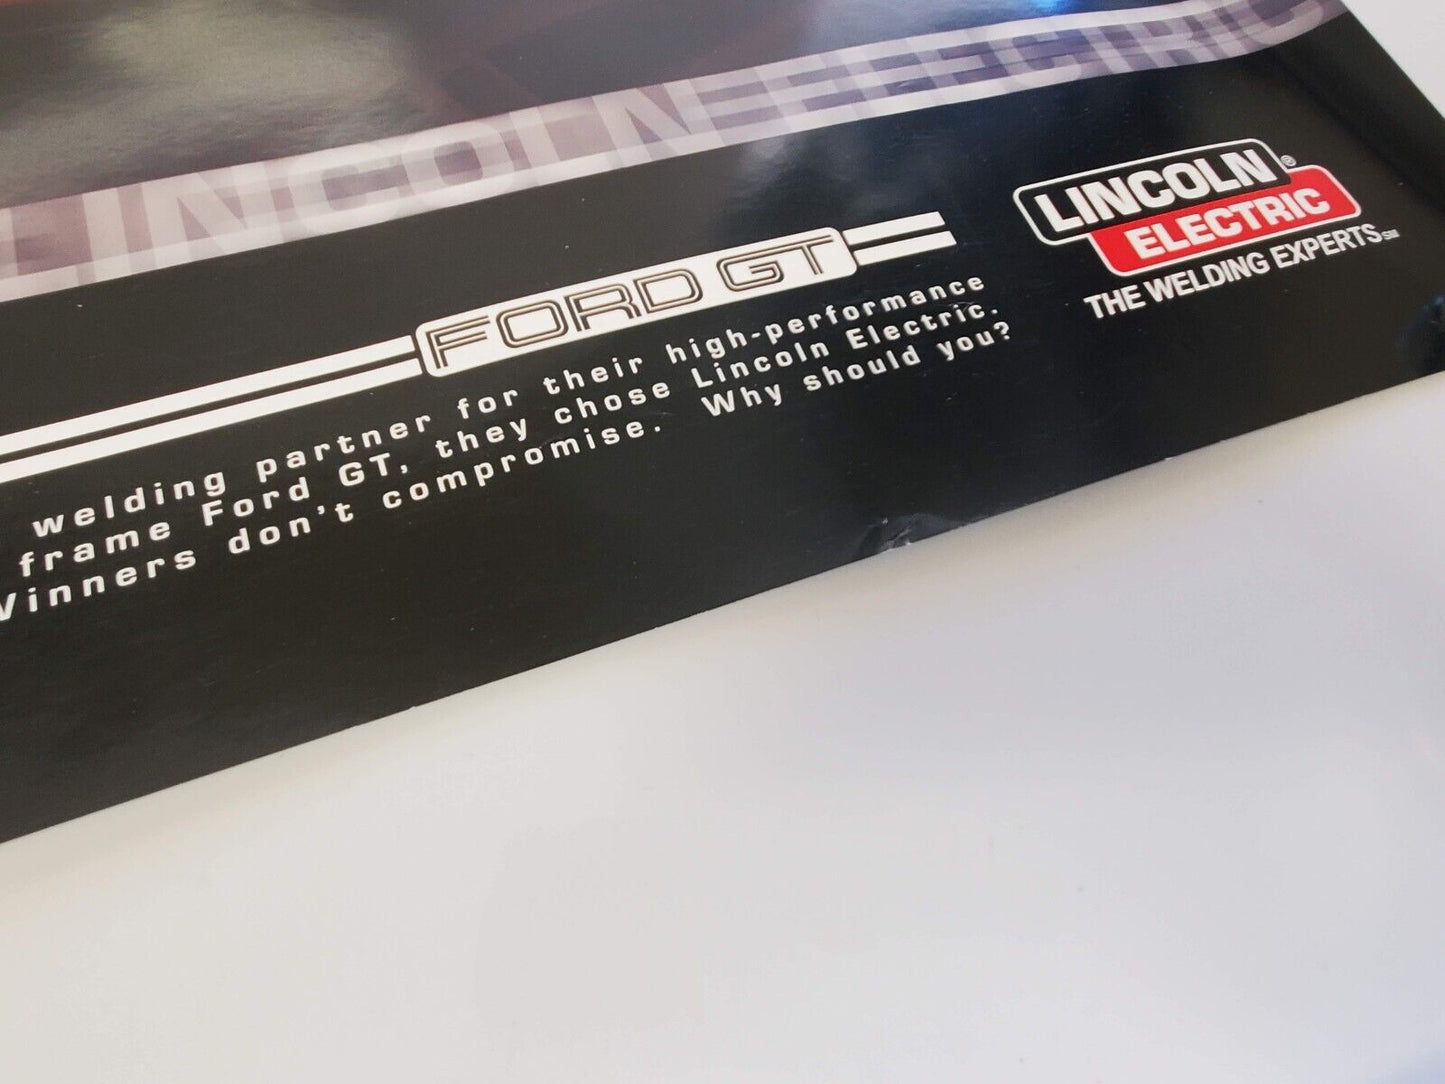 LINCOLN ELECTRIC
LINCOLN®
ELECTRIC
THE WELDING EXPERTS℠
FORD GT
welding partner for their high-performance
frame Ford GT, they chose Lincoln Electric.
Winners don't compromise. Why should you?